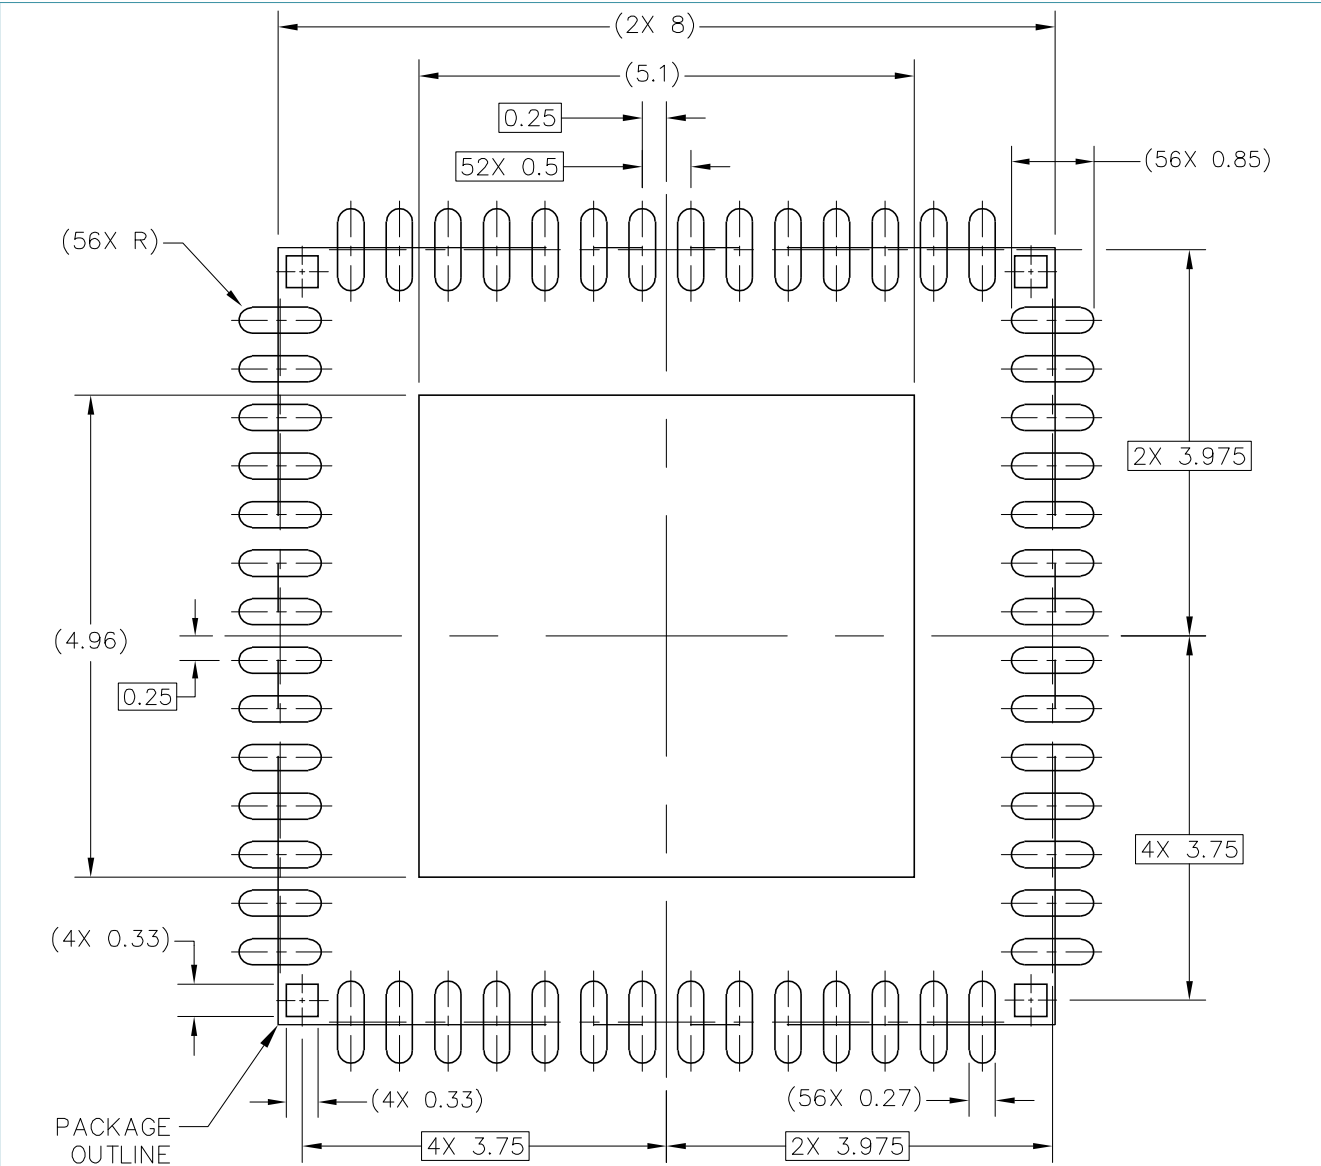 (2X 8)
(5.1)
0.25
52X 0.5
(56X 0.85)
(56X R)
2X 3.975
(4.96)
0.25
4X 3.75
(4X 0.33)
(4X 0.33)
(56X 0.27)
PACKAGE
OUTLINE
4X 3.75
2X 3.975